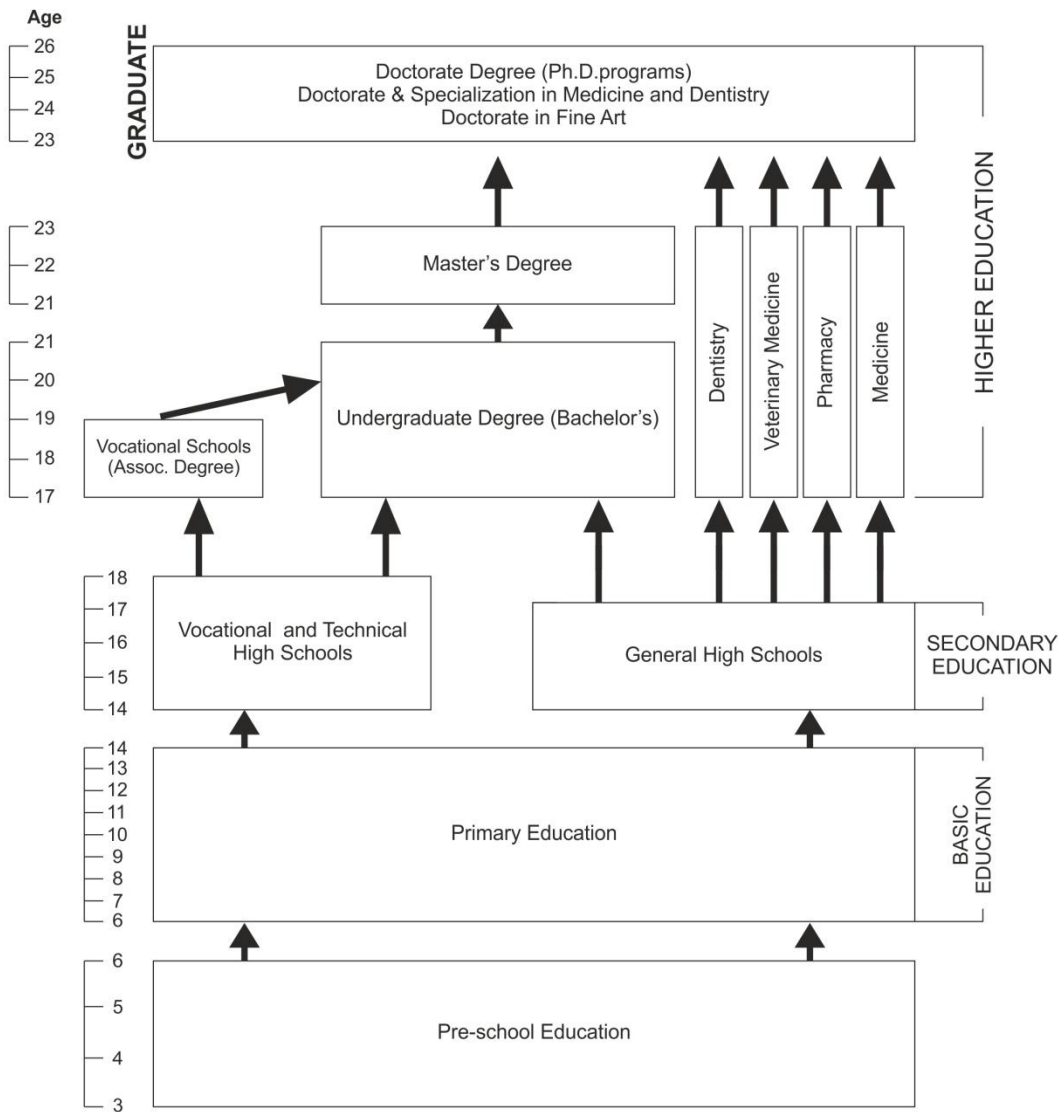 Age
26
25
24
23
GRADUATE
Doctorate Degree (Ph.D.programs)
Doctorate & Specialization in Medicine and Dentistry
Doctorate in Fine Art
HIGHER EDUCATION
23
22
21
Master's Degree
21
20
19
18
17
Undergraduate Degree (Bachelor's)
Vocational Schools
(Assoc. Degree)
Dentistry
Veterinary Medicine
Pharmacy
Medicine
18
17
16
15
14
Vocational and Technical
High Schools
General High Schools
SECONDARY
EDUCATION
14
13
12
11
10
9
8
7
6
Primary Education
BASIC
EDUCATION
6
5
4
3
Pre-school Education